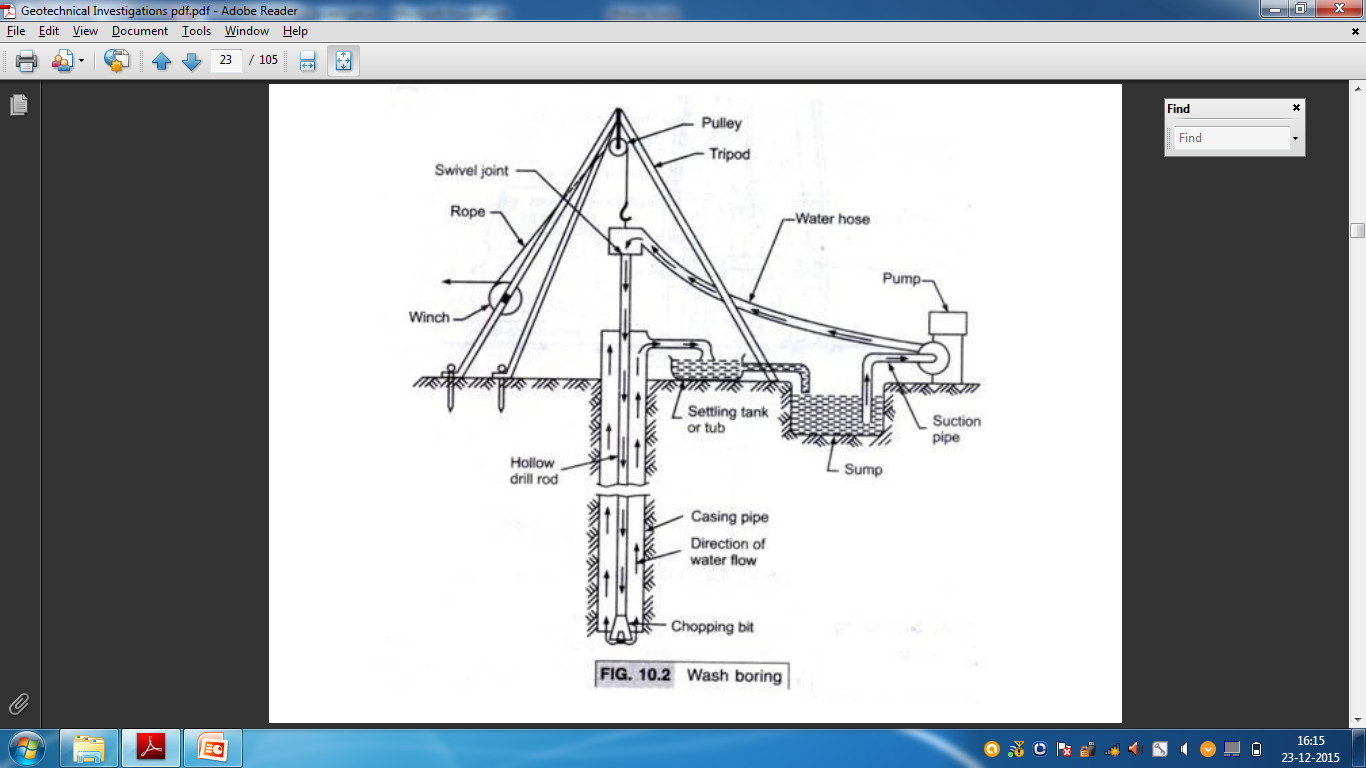 Geotechnical Investigations pdf.pdf - Adobe Reader
File Edit View Document Tools Window Help
23 / 105
Find
Find
Pulley
Tripod
Swivel joint
Rope
Water hose
Pump
Winch
Settling tank
or tub
Suction
pipe
Sump
Hollow
drill rod
Casing pipe
Direction of
water flow
Chopping bit
FIG. 10.2 Wash boring
16:15
23-12-2015